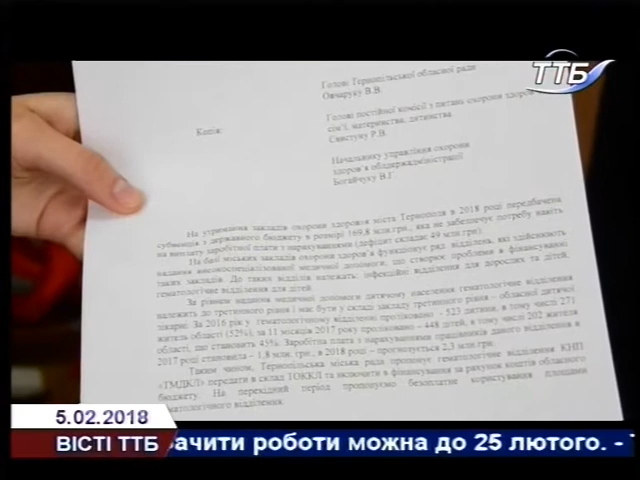 Голові Тернопільської обласної ради
Овчаруку В.В.
ТТБ
Копія:
Голові постійної комісії з питань охорони здоров'
сім'ї, материнства, дитинства
Свистуну Р.В.
Начальнику управління охорони
здоров'я облдержадміністрації
Богайчуку В.Г.
На утримання закладів охорони здоров'я міста Тернополя в 2018 році передбачена
субвенція з державного бюджету в розмірі 169,8 млн.грн., яка не забезпечує потребу навіть
на виплату заробітної плати з нарахуваннями (дефіцит складає 49 млн.грн).
На базі міських закладів охорони здоров'я функціонує ряд відділень, які здійснюють
надання високоспеціалізованої медичної допомоги, що створює проблеми в фінансуванні
таких закладів. До таких відділень належать: інфекційні відділення для дорослих та дітей,
гематологічне відділення для дітей.
За рівнем надання медичної допомоги дитячому населення гематологічне відділення
належить до третинного рівня і має бути у складі закладу третинного рівня – обласної дитячої
лікарні. За 2016 рік у гематологічному відділенні проліковано - 523 дитини, в тому числі 271
житель області (52%), за 11 місяців 2017 року проліковано – 448 дітей, в тому числі 202 жителя
області, що становить 45%. Заробітна плата з нарахуваннями працівників даного відділення в
2017 році становила – 1,8 млн. грн., в 2018 році – прогнозується 2,3 млн.грн.
Таким чином, Тернопільська міська рада пропонує гематологічне відділення КНП
«ТМДКЛ» передати в склад ТОККЛ та включити в фінансування за рахунок коштів обласного
бюджету. На перехідний період пропонуємо безплатне користування площами
гематологічного відділення.
5.02.2018
ВІСТІ ТТБ
ачити роботи можна до 25 лютого. -